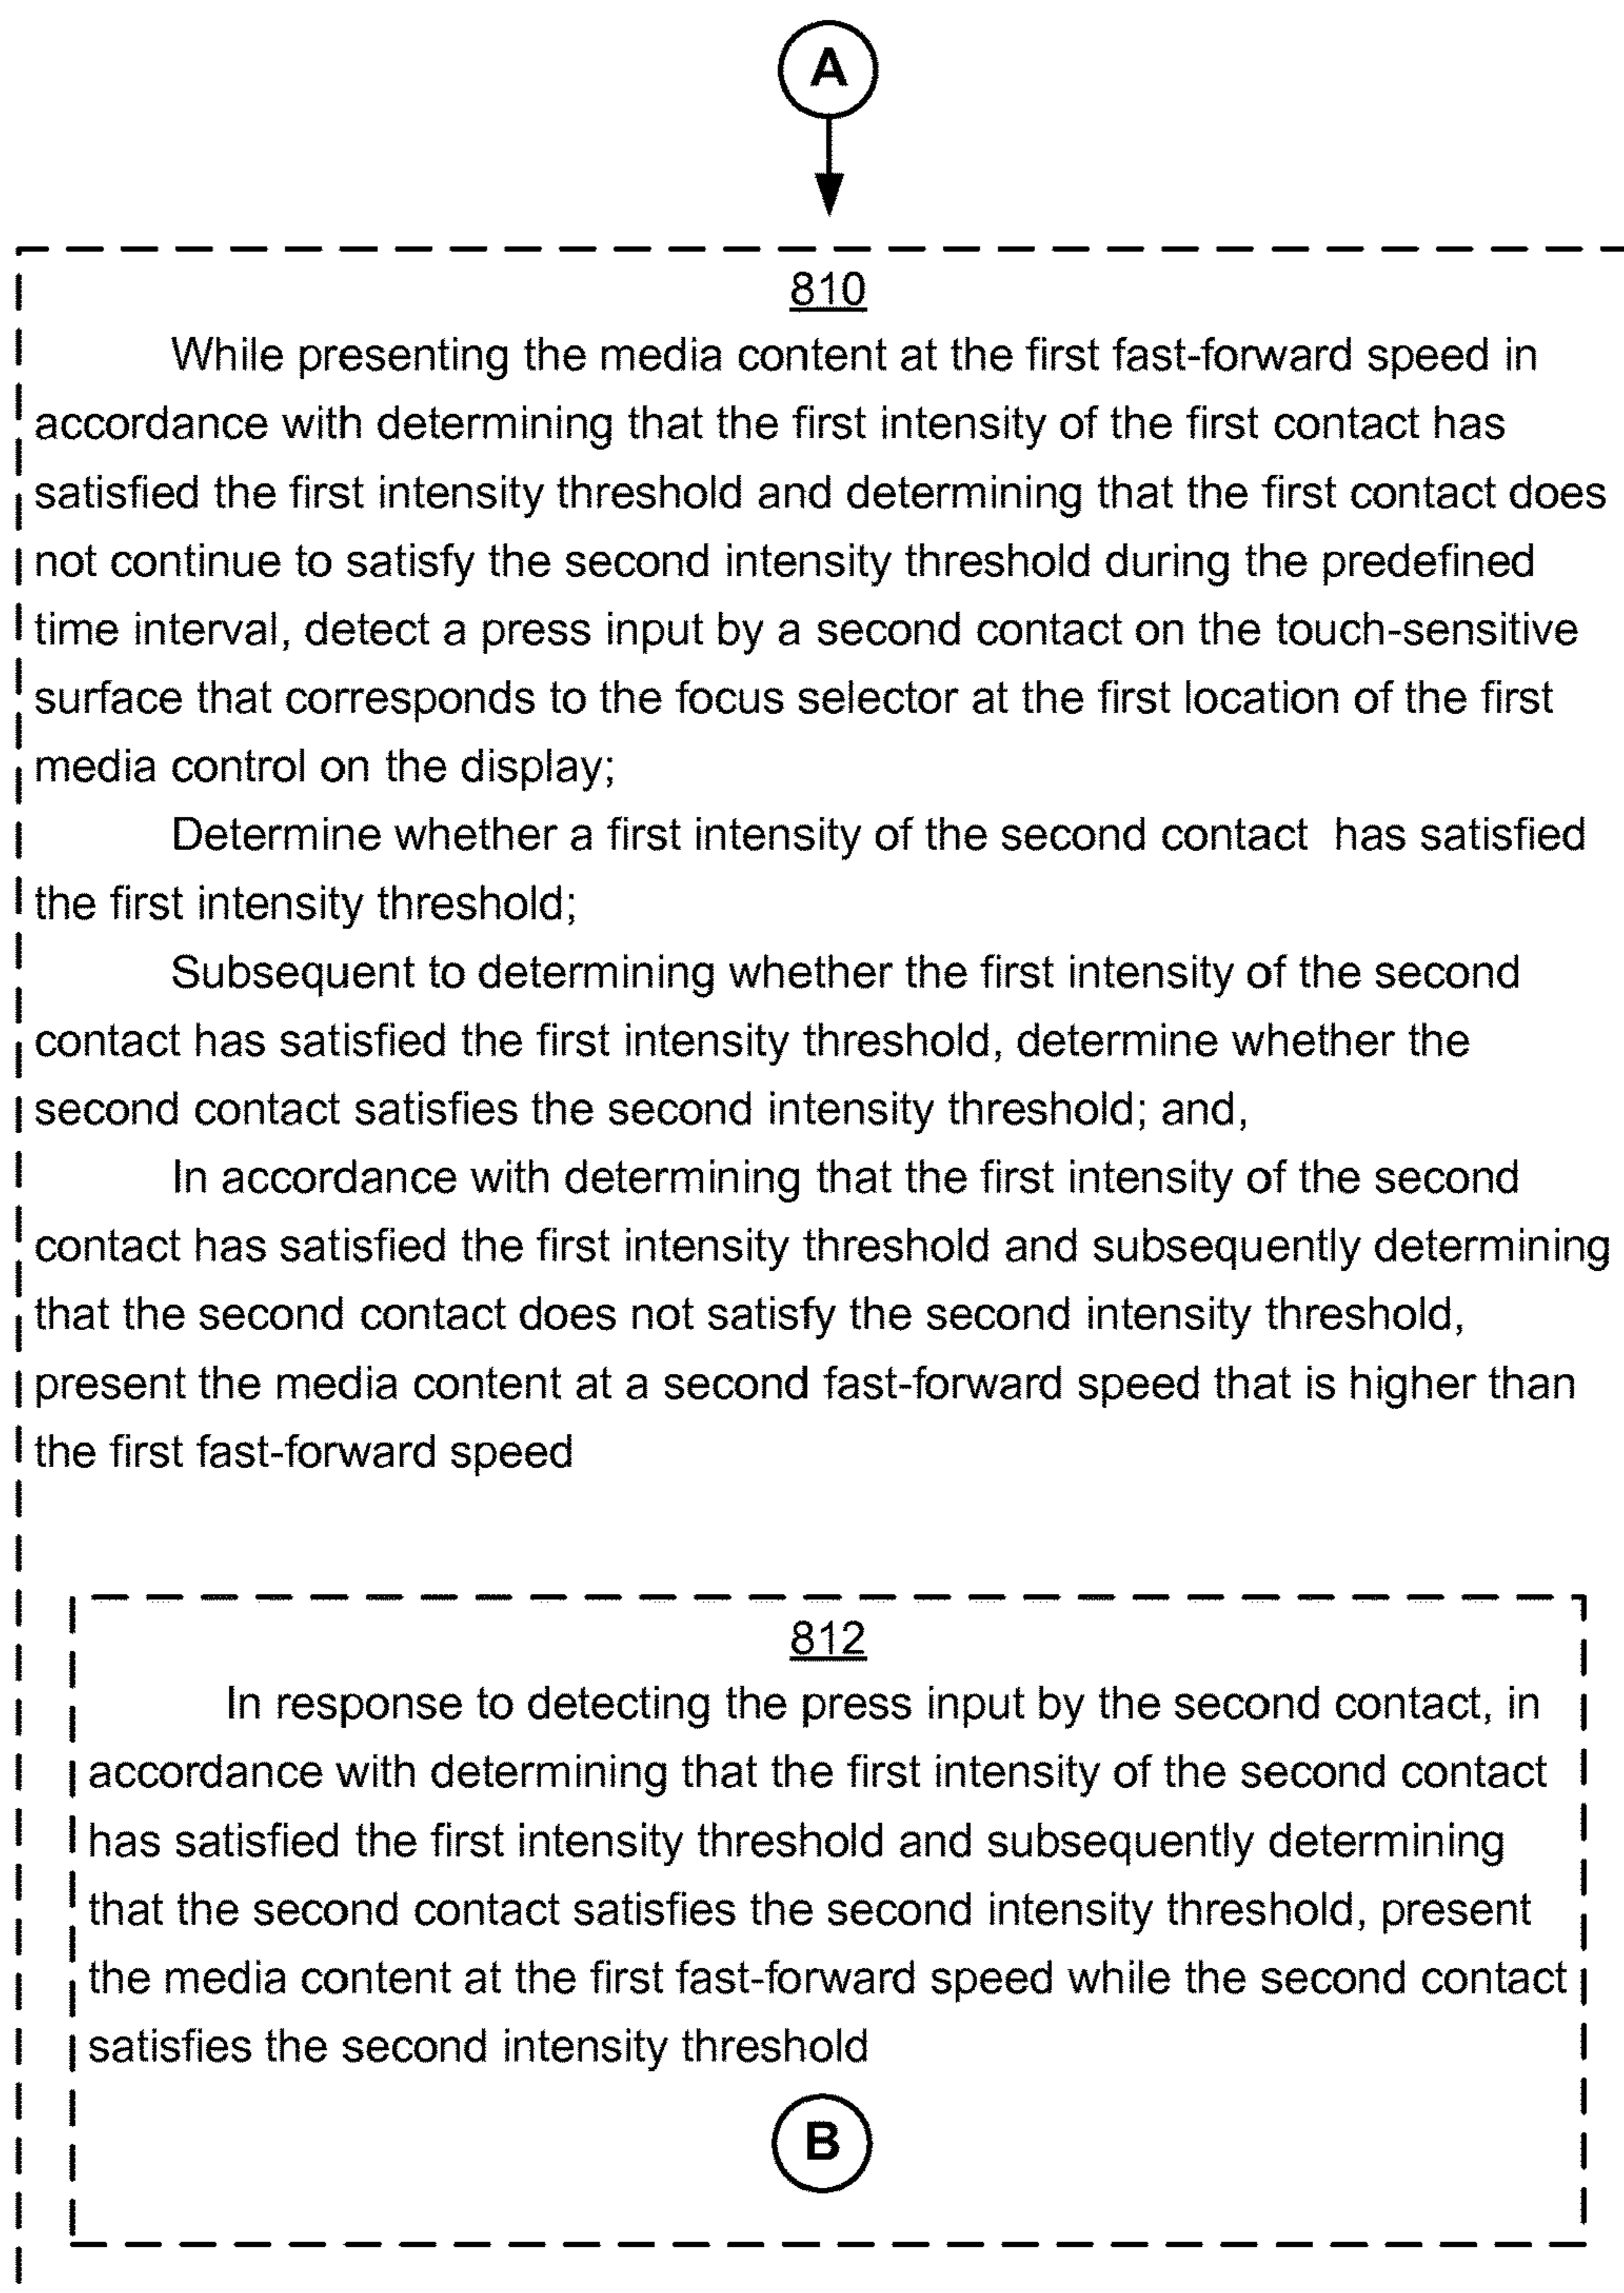 A
810
While presenting the media content at the first fast-forward speed in
accordance with determining that the first intensity of the first contact has
satisfied the first intensity threshold and determining that the first contact does
not continue to satisfy the second intensity threshold during the predefined
time interval, detect a press input by a second contact on the touch-sensitive
surface that corresponds to the focus selector at the first location of the first
media control on the display;
Determine whether a first intensity of the second contact  has satisfied
the first intensity threshold;
Subsequent to determining whether the first intensity of the second
contact has satisfied the first intensity threshold, determine whether the
second contact satisfies the second intensity threshold; and,
In accordance with determining that the first intensity of the second
contact has satisfied the first intensity threshold and subsequently determining
that the second contact does not satisfy the second intensity threshold,
present the media content at a second fast-forward speed that is higher than
the first fast-forward speed
812
In response to detecting the press input by the second contact, in
accordance with determining that the first intensity of the second contact
has satisfied the first intensity threshold and subsequently determining
that the second contact satisfies the second intensity threshold, present
the media content at the first fast-forward speed while the second contact
satisfies the second intensity threshold
B